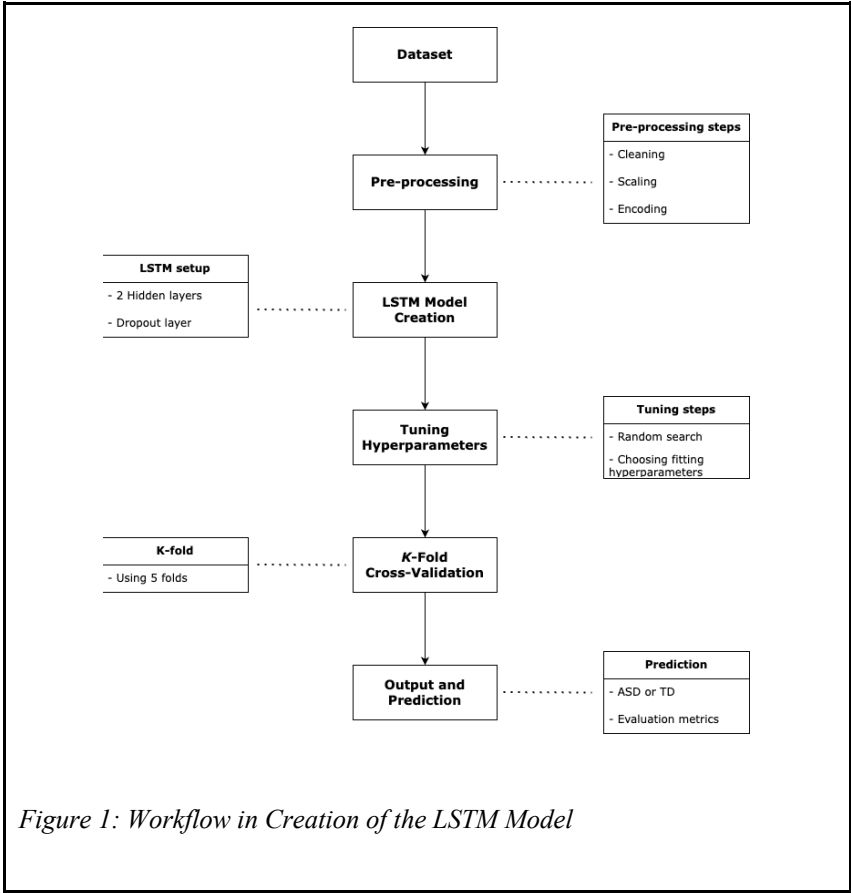 Dataset
Pre-processing steps
- Cleaning
Pre-processing
- Scaling
- Encoding
LSTM setup
- 2 Hidden layers
- Dropout layer
LSTM Model
Creation
Tuning steps
- Random search
- Choosing fitting
hyperparameters
Tuning
Hyperparameters
K-fold
- Using 5 folds
K-Fold
Cross-Validation
Prediction
- ASD or TD
- Evaluation metrics
Output and
Prediction
Figure 1: Workflow in Creation of the LSTM Model